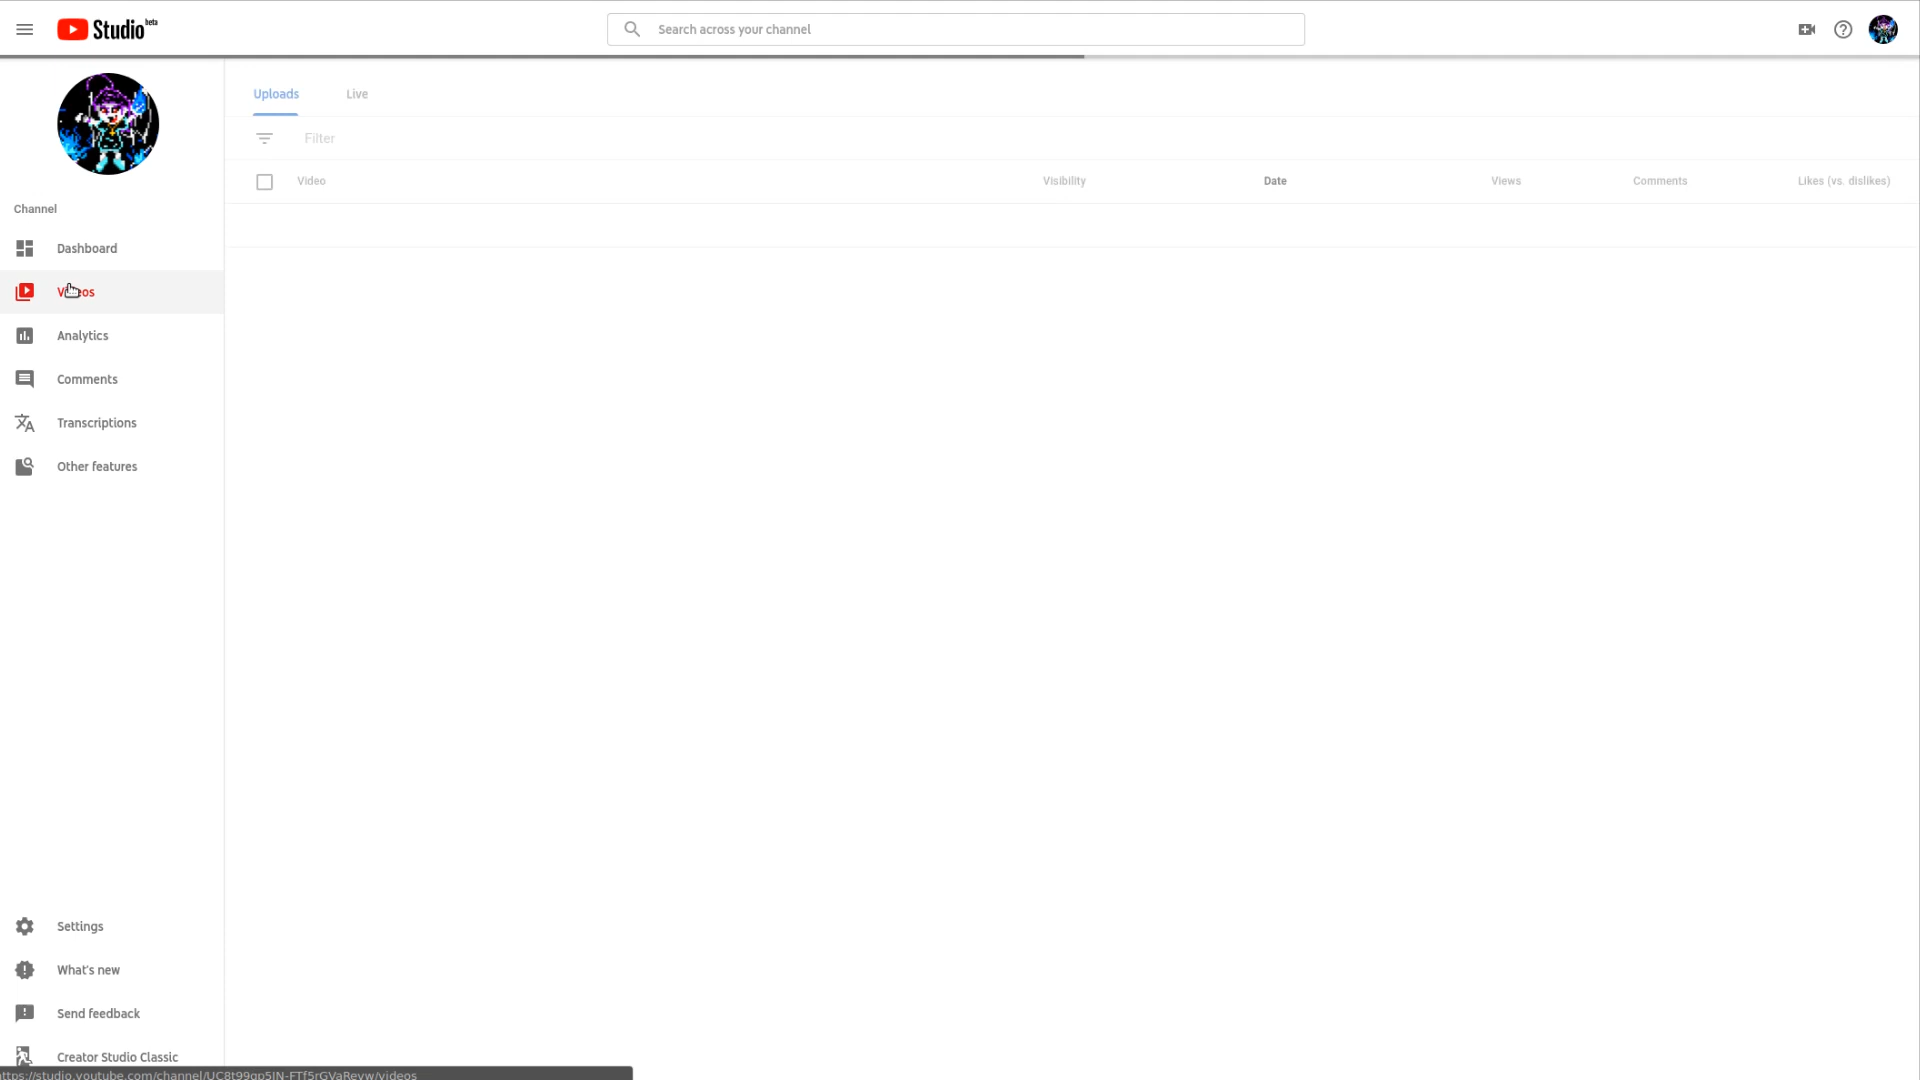 Studio beta
Search across your channel
Uploads Live
Filter
Video Visibility Date Views Comments Likes (vs. dislikes)
Channel
Dashboard
Analytics
Comments
Transcriptions
Other features
Settings
What's new
Send feedback
Creator Studio Classic